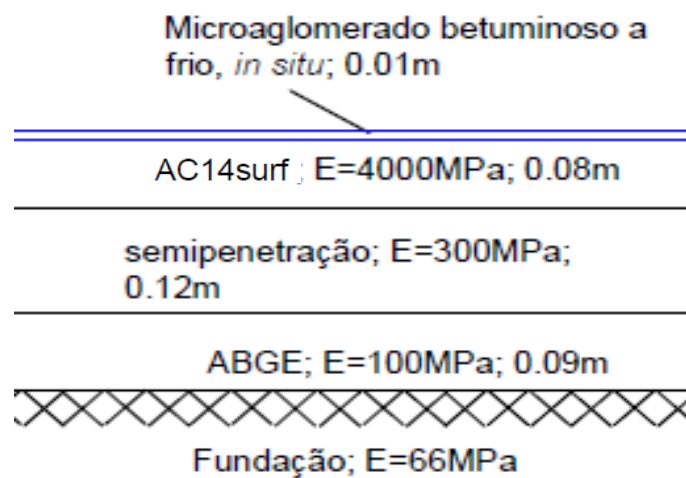 Microaglomerado betuminoso a
frio, in situ; 0.01m
AC14surf ; E=4000MPa; 0.08m
semipenetração; E=300MPa;
0.12m
ABGE; E=100MPa; 0.09m
Fundação; E=66MPa